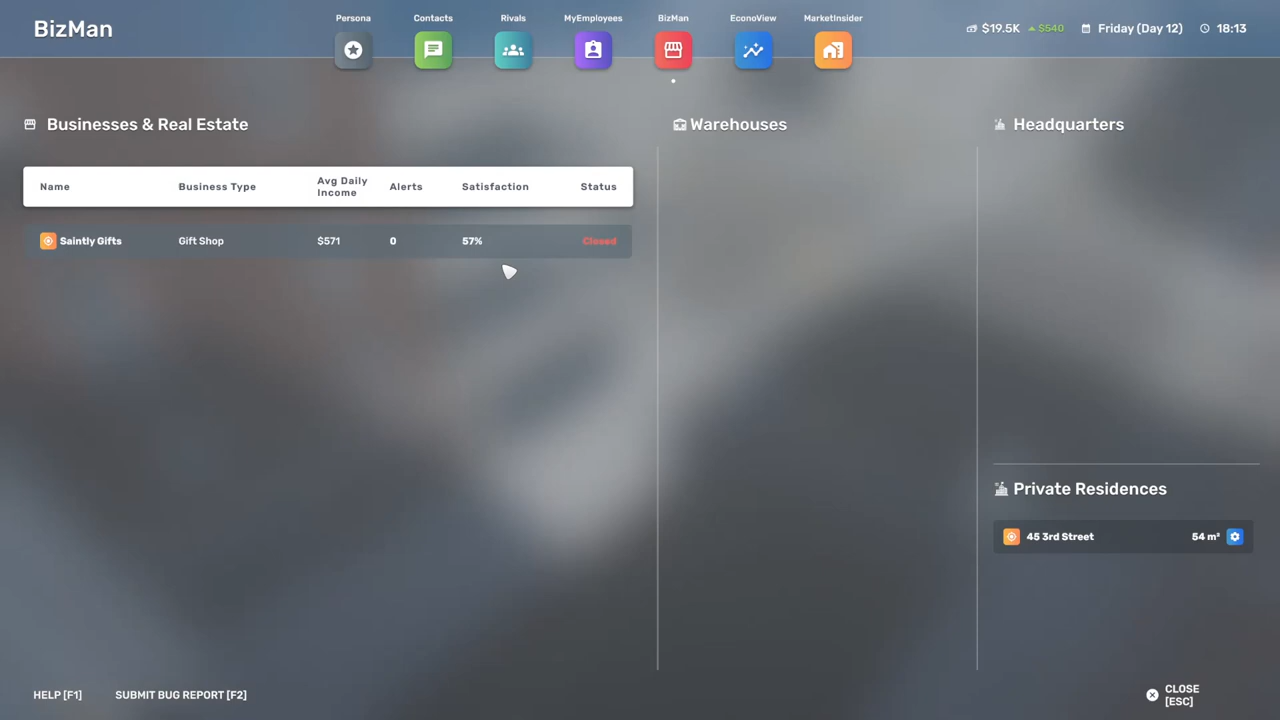 BizMan
Persona
Contacts
Rivals
MyEmployees
BizMan
EconoView
MarketInsider
$19.5K
$540
Friday (Day 12)
18:13
Businesses & Real Estate
Name
Business Type
Avg Daily
Income
Alerts
Satisfaction
Status
Saintly Gifts
Gift Shop
$571
0
57%
Closed
Warehouses
Headquarters
Private Residences
45 3rd Street
54 m²
HELP [F1]
SUBMIT BUG REPORT [F2]
CLOSE
[ESC]